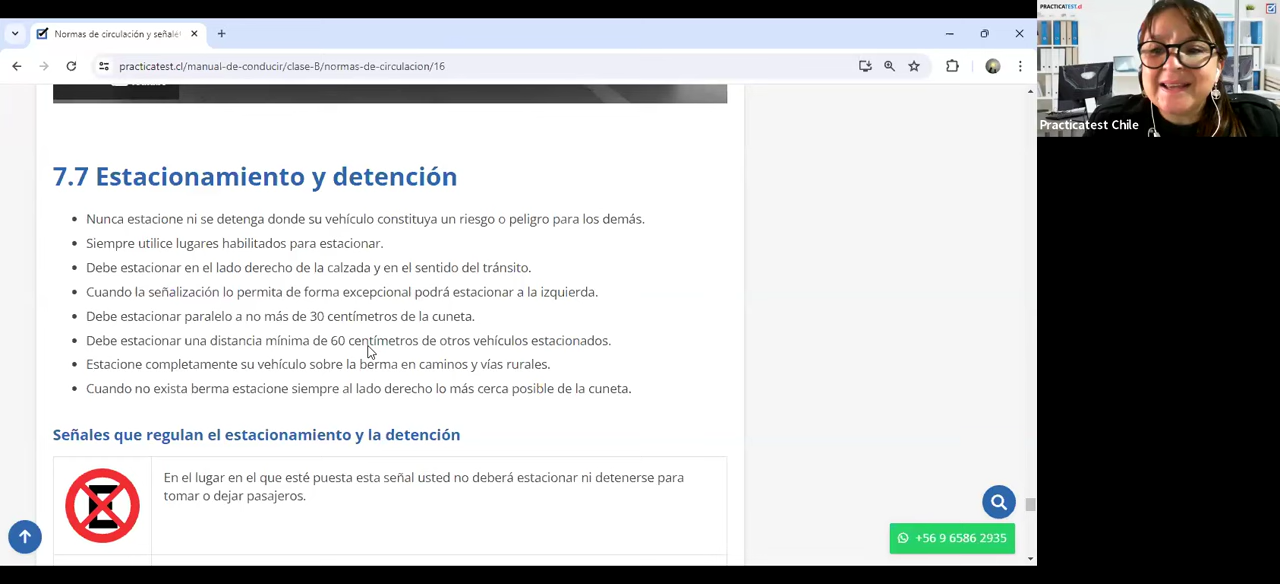 Normas de circulación y señale
practicatest.cl/manual-de-conducir/clase-B/normas-de-circulacion/16
PRACTICATEST.cl
Practicatest Chile
7.7 Estacionamiento y detención
Nunca estacione ni se detenga donde su vehículo constituya un riesgo o peligro para los demás.
Siempre utilice lugares habilitados para estacionar.
Debe estacionar en el lado derecho de la calzada y en el sentido del tránsito.
Cuando la señalización lo permita de forma excepcional podrá estacionar a la izquierda.
Debe estacionar paralelo a no más de 30 centímetros de la cuneta.
Debe estacionar una distancia mínima de 60 centímetros de otros vehículos estacionados.
Estacione completamente su vehículo sobre la berma en caminos y vías rurales.
Cuando no exista berma estacione siempre al lado derecho lo más cerca posible de la cuneta.
Señales que regulan el estacionamiento y la detención
E
En el lugar en el que esté puesta esta señal usted no deberá estacionar ni detenerse para
tomar o dejar pasajeros.
+56 9 6586 2935